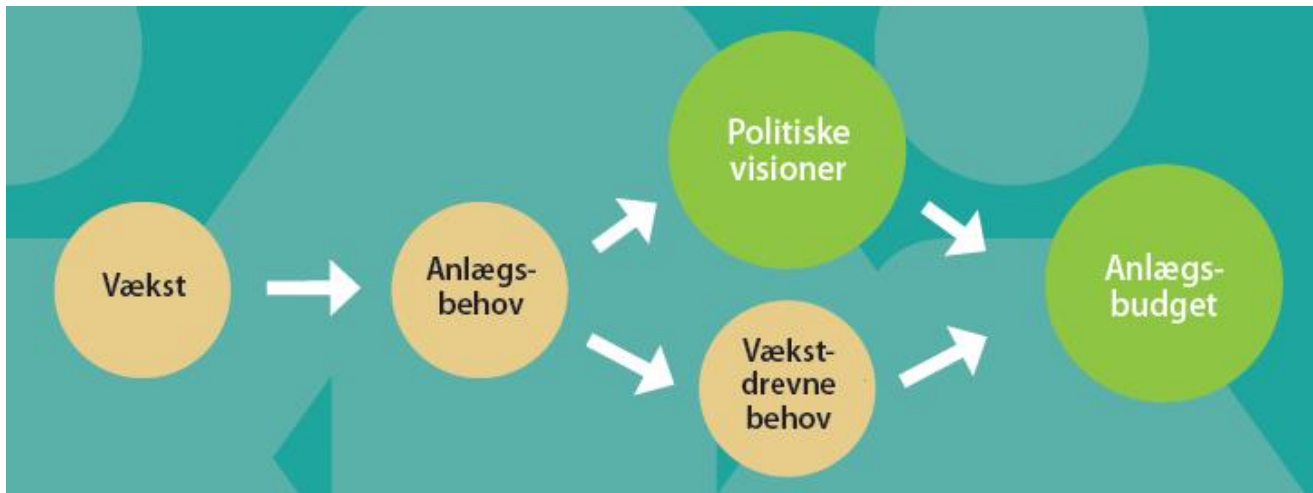 Vækst
Anlægs-
behov
Politiske
visioner
Vækst-
drevne
behov
Anlægs-
budget